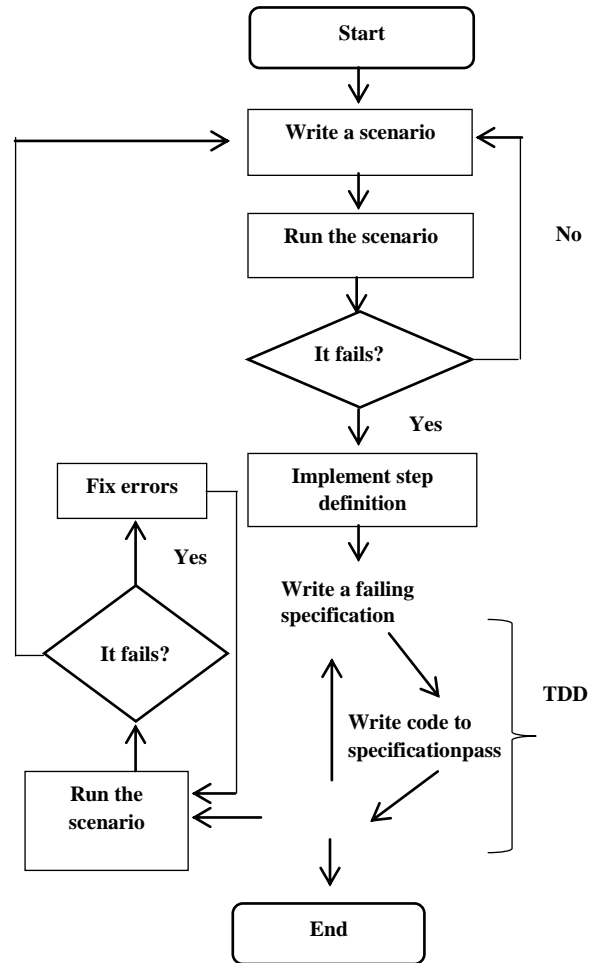 Start
Write a scenario
Run the scenario
No
It fails?
Yes
Implement step
definition
Fix errors
Yes
Write a failing
specification
It fails?
TDD
Write code to
specificationpass
Run the
scenario
End